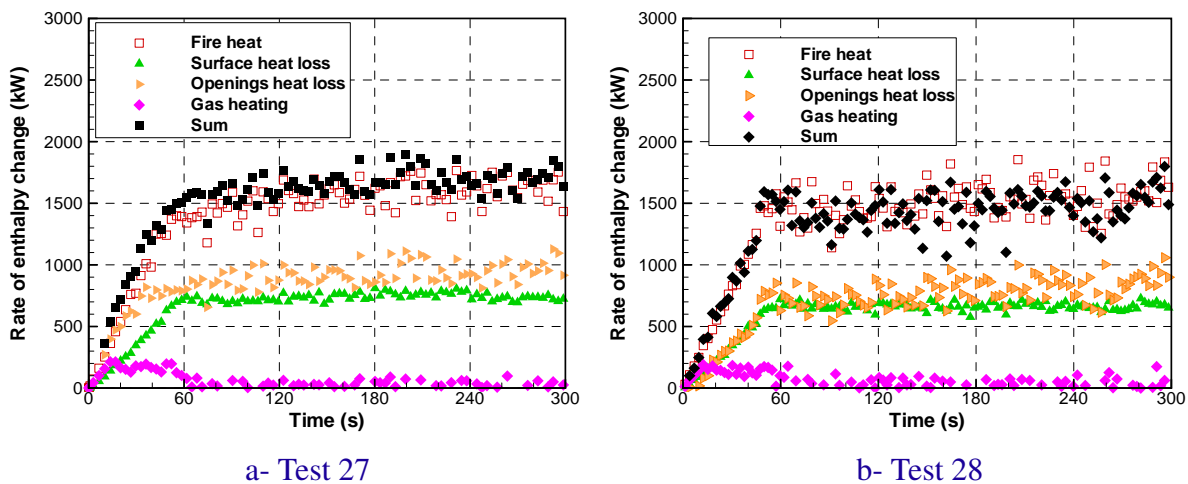 Rate of enthalpy change (kW)
3000
2500
2000
1500
1000
500
0
Fire heat
Surface heat loss
Openings heat loss
Gas heating
Sum
0 60 120 180 240 300
Time (s)
a- Test 27
Rate of enthalpy change (kW)
3000
2500
2000
1500
1000
500
0
Fire heat
Surface heat loss
Openings heat loss
Gas heating
Sum
0 60 120 180 240 300
Time (s)
b- Test 28